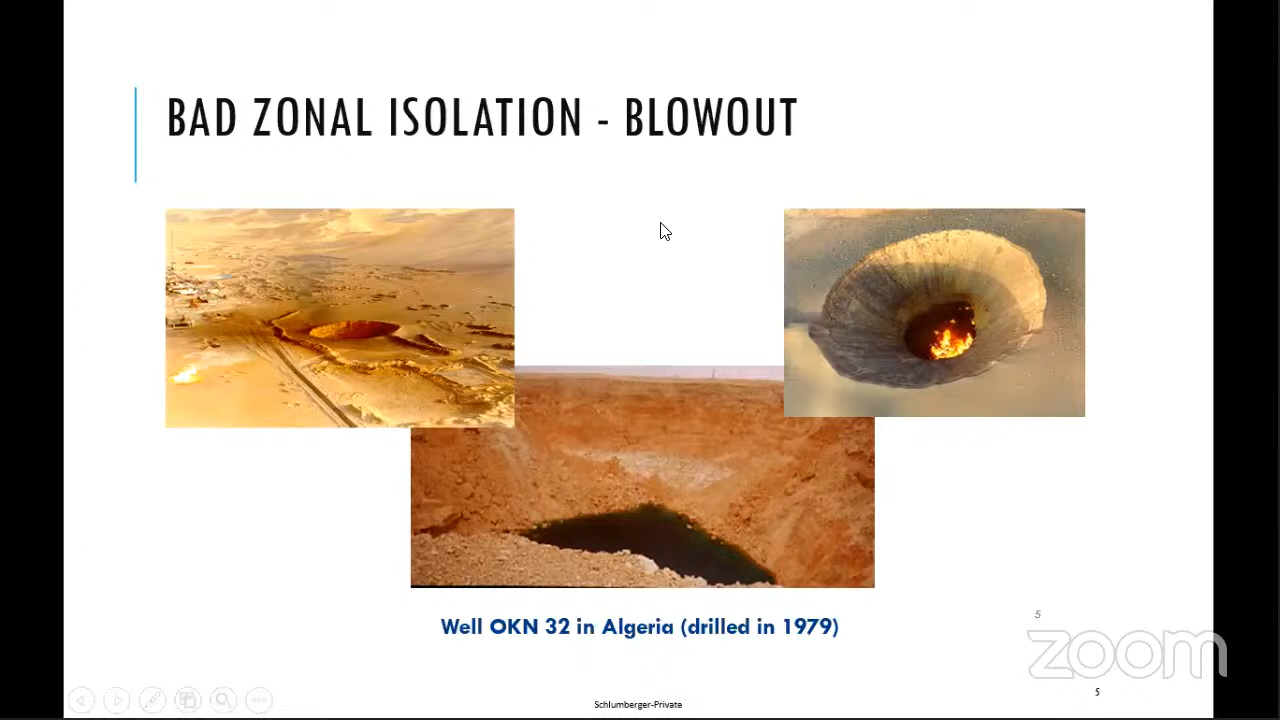 BAD ZONAL ISOLATION - BLOWOUT
Well OKN 32 in Algeria (drilled in 1979)
5
zoom
5
Schlumberger-Private